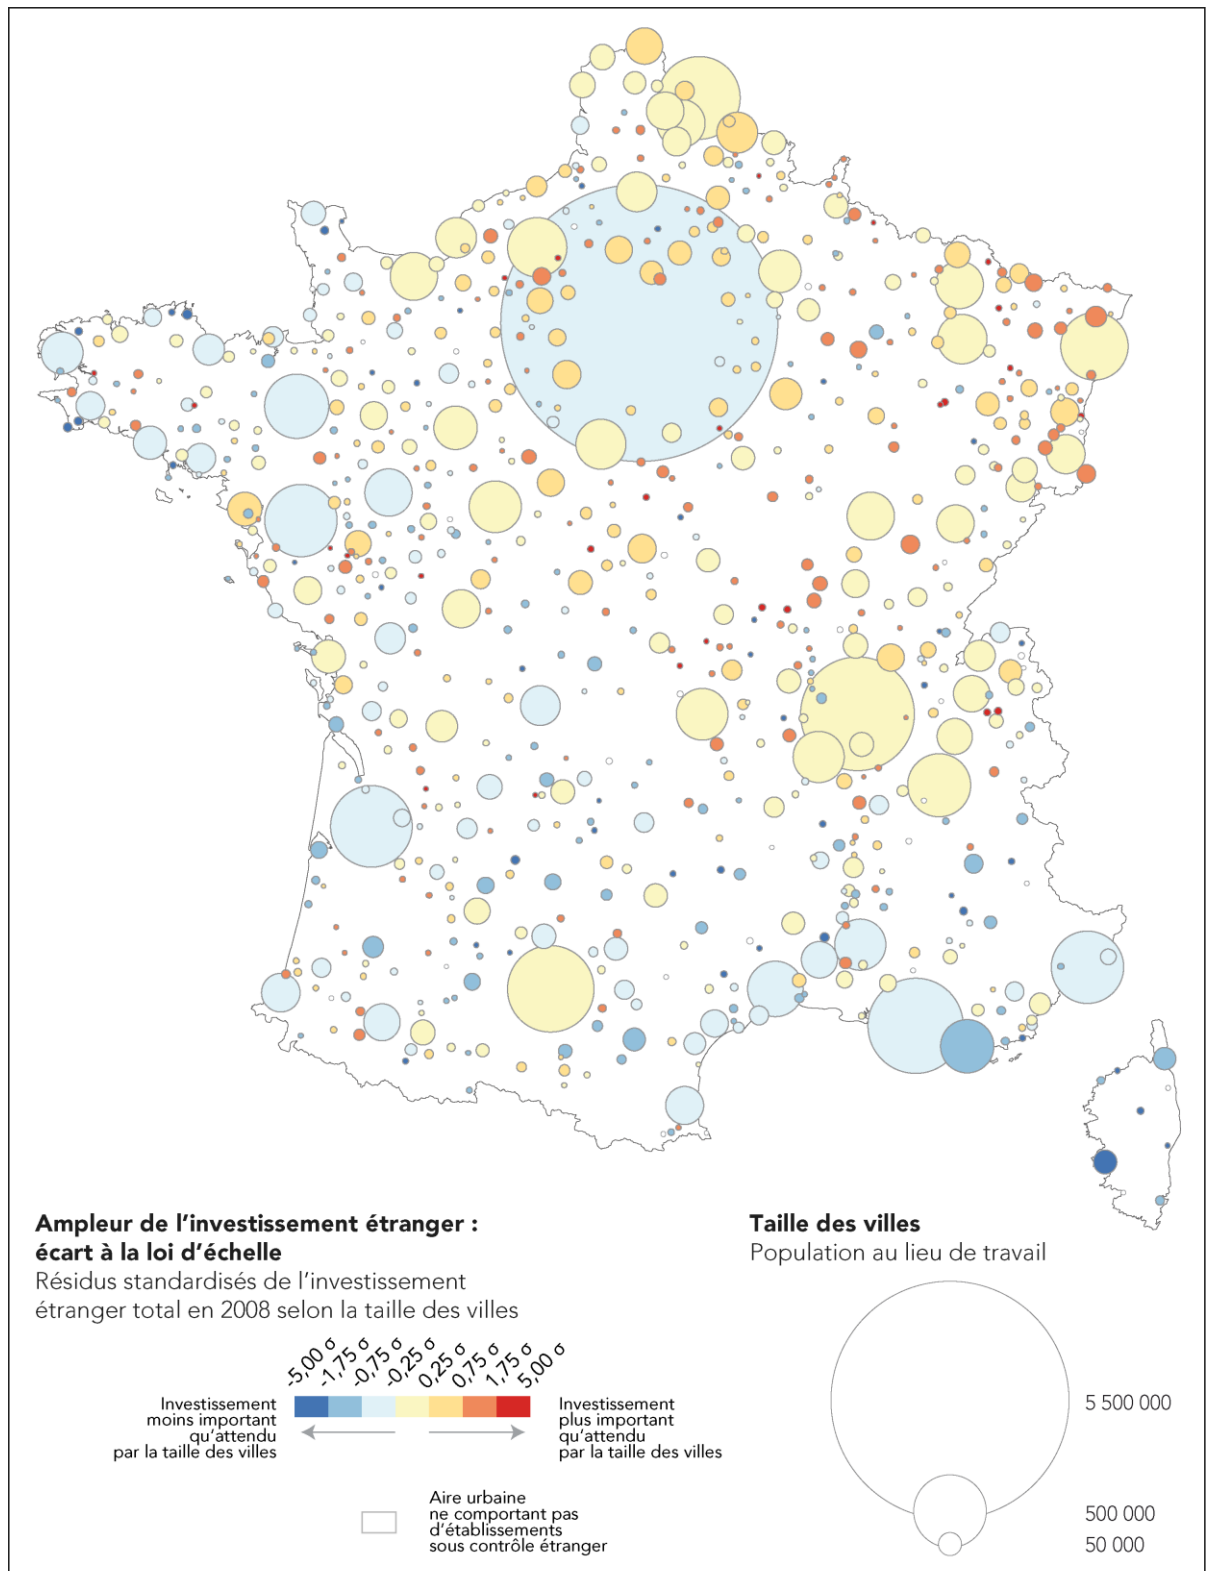 Ampleur de l'investissement étranger :
écart à la loi d'échelle
Résidus standardisés de l'investissement
étranger total en 2008 selon la taille des villes
-5,00 σ
-1,75 σ
-0,75 σ
-0,25 σ
0,25 σ
0,75 σ
1,75 σ
5,00 σ
Investissement
moins important
qu'attendu
par la taille des villes
Investissement
plus important
qu'attendu
par la taille des villes
Aire urbaine
ne comportant pas
d'établissements
sous contrôle étranger
Taille des villes
Population au lieu de travail
5 500 000
500 000
50 000